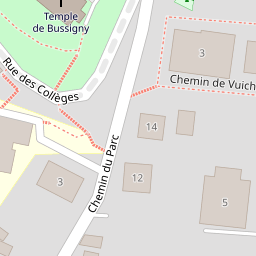 Temple
de Bussigny
3
Rue des Collèges
Chemin de Vuich
14
Chemin du Parc
3
12
5